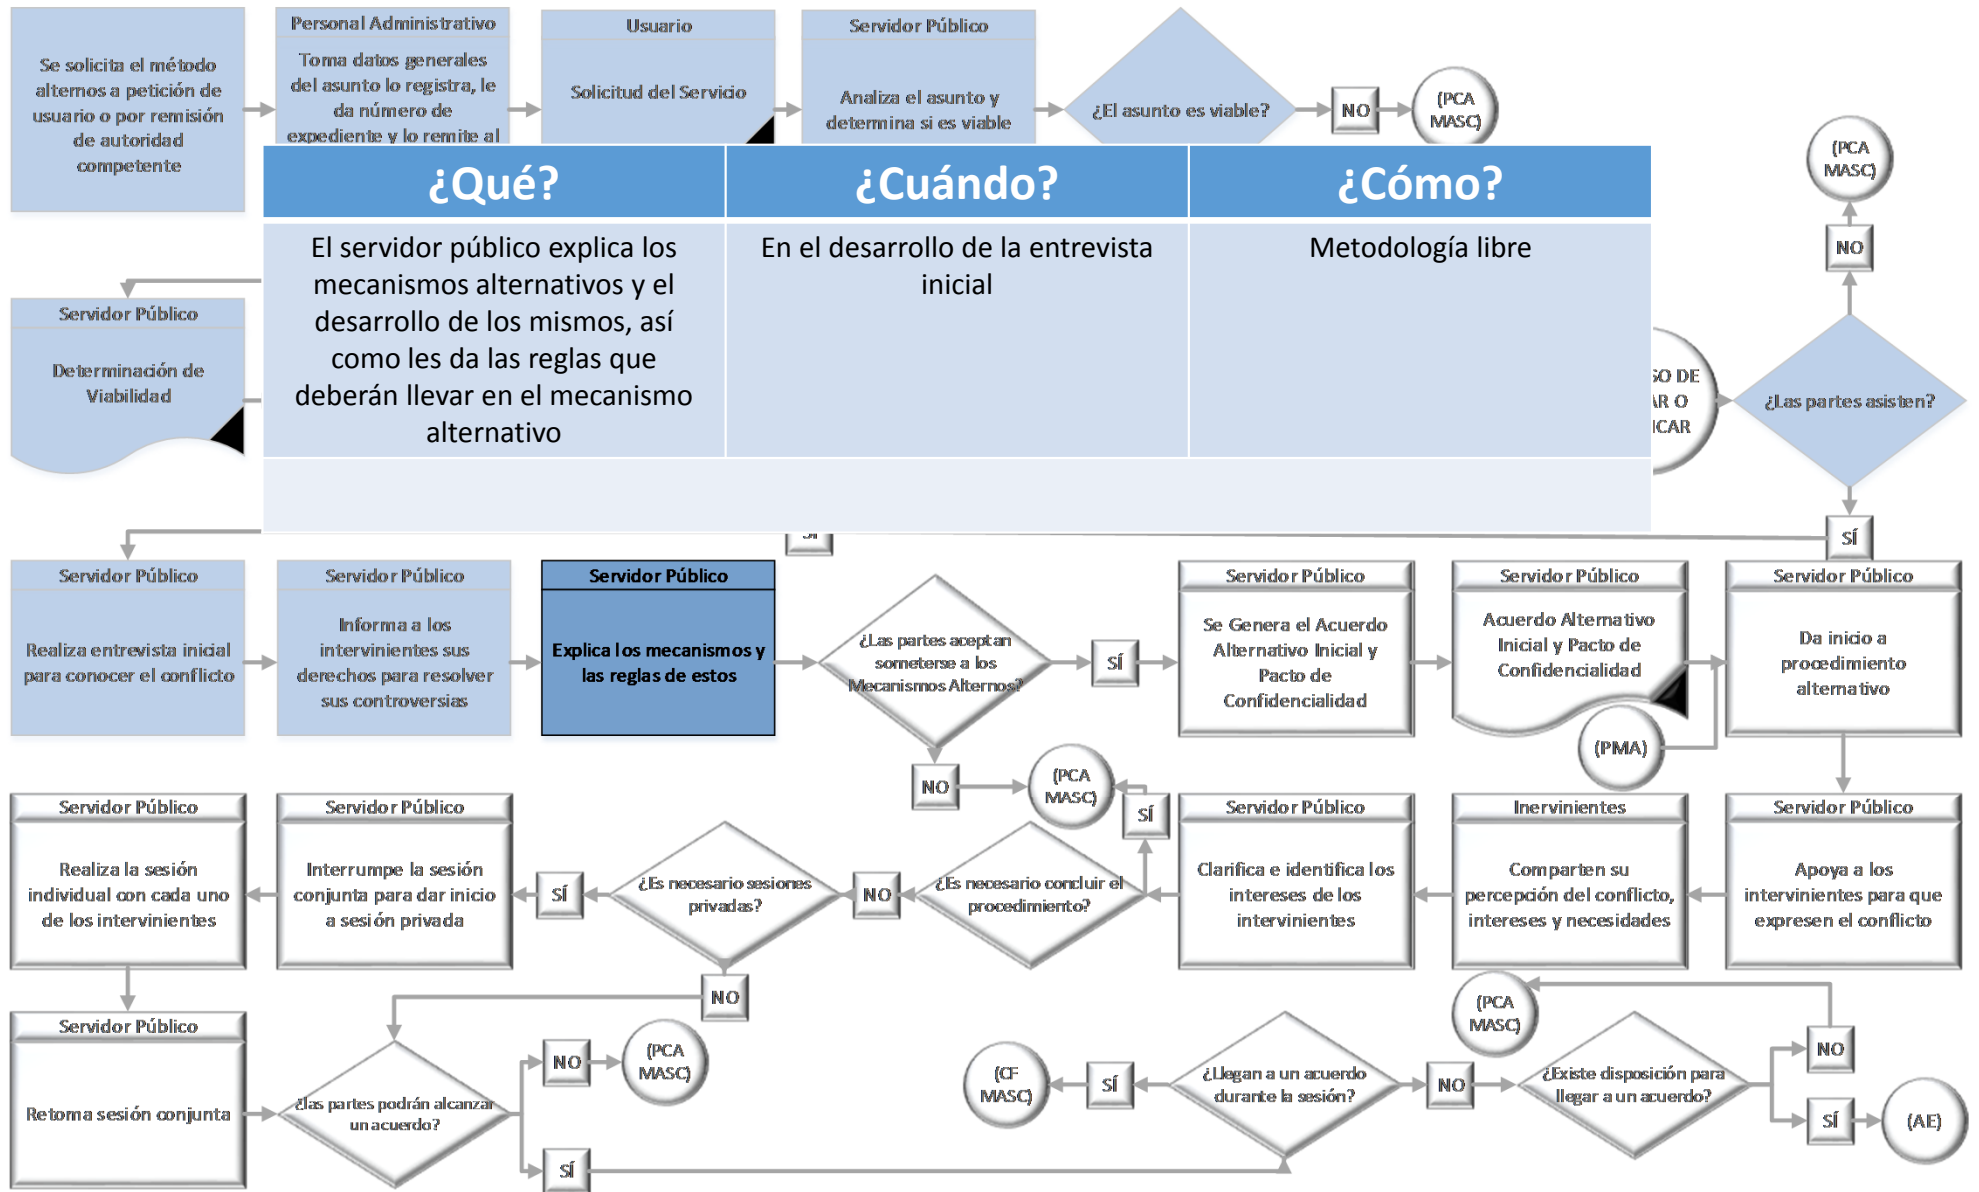 Se solicita el método
alternos a petición de
usuario o por remisión
de autoridad
competente
Personal Administrativo
Toma datos generales
del asunto lo registra, le
da número de
expediente y lo remite al
Usuario
Solicitud del Servicio
Servidor Público
Analiza el asunto y
determina si es viable
¿El asunto es viable?
NO
(PCA
MASC)
(PCA
MASC)
NO
¿Qué?
¿Cuándo?
¿Cómo?
El servidor público explica los
mecanismos alternativos y el
desarrollo de los mismos, así
como les da las reglas que
deberán llevar en el mecanismo
alternativo
En el desarrollo de la entrevista
inicial
Metodología libre
Servidor Público
Determinación de
Viabilidad
SO DE
AR O
ICAR
¿Las partes asisten?
SÍ
SÍ
Servidor Público
Realiza entrevista inicial
para conocer el conflicto
Servidor Público
Informa a los
intervinientes sus
derechos para resolver
sus controversias
Servidor Público
Explica los mecanismos y
las reglas de estos
¿Las partes aceptan
someterse a los
Mecanismos Alternos?
SÍ
Servidor Público
Se Genera el Acuerdo
Alternativo Inicial y
Pacto de
Confidencialidad
Servidor Público
Acuerdo Alternativo
Inicial y Pacto de
Confidencialidad
(PMA)
Servidor Público
Da inicio a
procedimiento
alternativo
NO
(PCA
MASC)
SÍ
Servidor Público
Realiza la sesión
individual con cada uno
de los intervinientes
Servidor Público
Interrumpe la sesión
conjunta para dar inicio
a sesión privada
SÍ
¿Es necesario sesiones
privadas?
NO
¿Es necesario concluir el
procedimiento?
Servidor Público
Clarifica e identifica los
intereses de los
intervinientes
Inervinientes
Comparten su
percepción del conflicto,
intereses y necesidades
Servidor Público
Apoya a los
intervinientes para que
expresen el conflicto
NO
Servidor Público
Retoma sesión conjunta
¿las partes podrán alcanzar
un acuerdo?
NO
(PCA
MASC)
SÍ
(CF
MASC)
SÍ
¿Llegan a un acuerdo
durante la sesión?
NO
¿Existe disposición para
llegar a un acuerdo?
(PCA
MASC)
NO
SÍ
(AE)